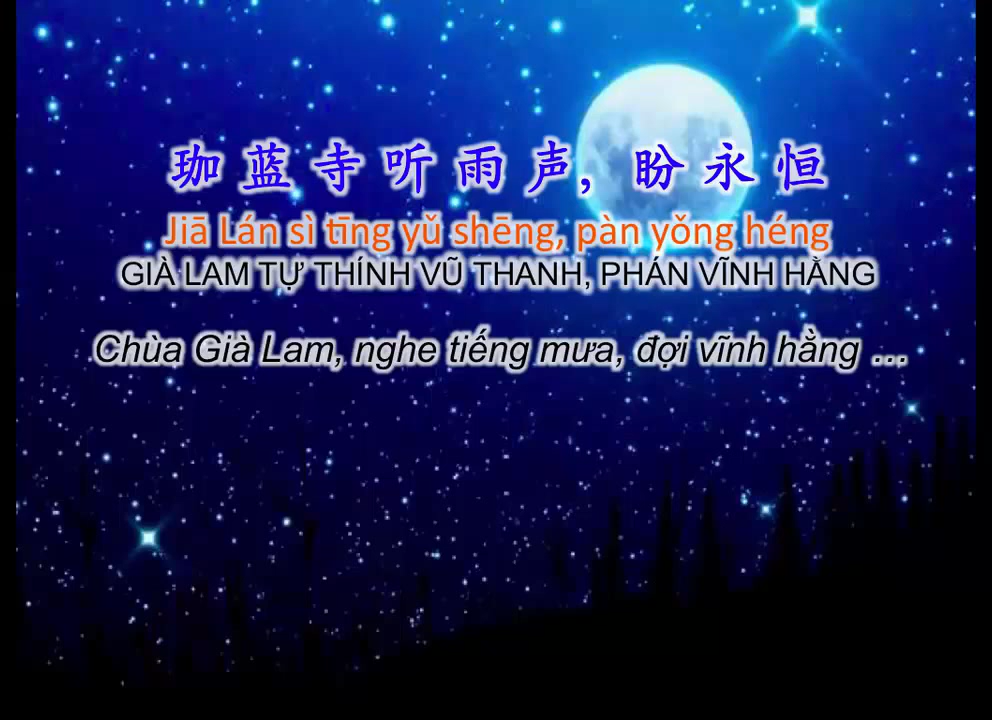 珈蓝寺听雨声, 盼永恒
Jiā Lán sì tīng yǔ shēng, pàn yǒng héng
GIÀ LAM TỰ THÍNH VŨ THANH, PHÁN VĨNH HẰNG
Chùa Già Lam, nghe tiếng mưa, đợi vĩnh hằng ...